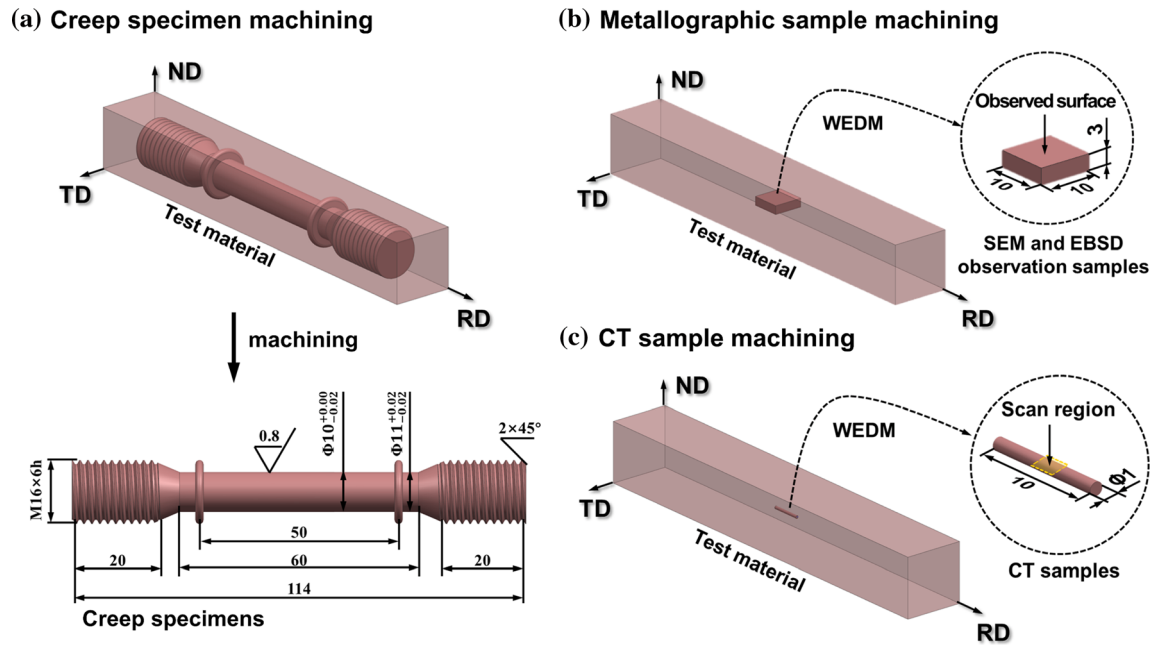 (a) Creep specimen machining
ND
TD
Test material
RD
machining
M16×6h
0.8
Φ10+0.00 −0.02
Φ11+0.02 −0.02
2×45°
50
20
60
20
114
Creep specimens
(b) Metallographic sample machining
ND
WEDM
TD
Test material
RD
Observed surface
3
10
10
SEM and EBSD
observation samples
(c) CT sample machining
ND
WEDM
TD
Test material
RD
Scan region
10
Φ1
CT samples